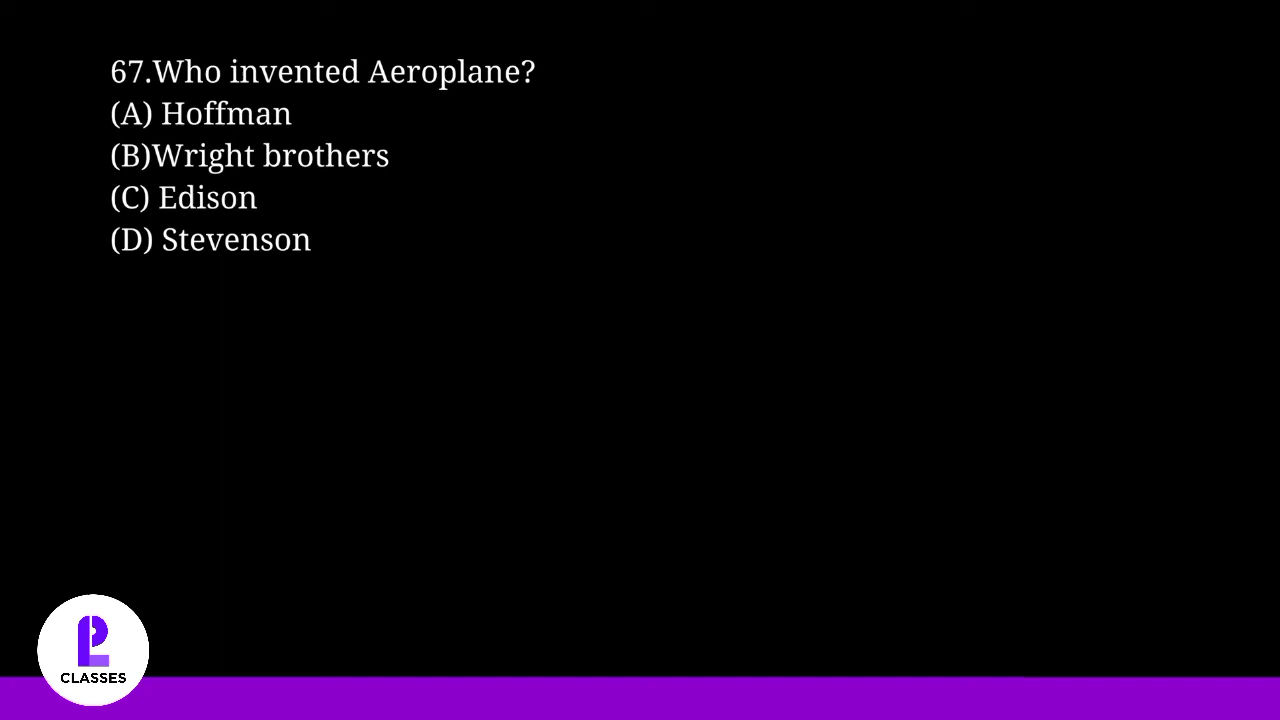 67.Who invented Aeroplane?
(A) Hoffman
(B)Wright brothers
(C) Edison
(D) Stevenson
CLASSES